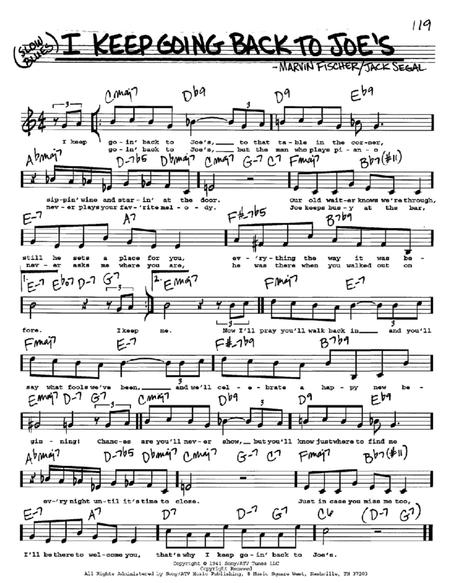 119
(SLOW BLUES) I KEEP GOING BACK TO JOE'S
- MARVIN FISCHER/JACK SEGAL
Cmaj7 Db9 D9 Eb9
I keep go-in' back to Joe's, to that ta-ble in the cor-ner,
go-in' back to Joe's, but the man who plays pi-an-o
Abmaj7 D-7b5 Dbmaj7 Cmaj7 G-7 C7 Fmaj7 Bb7(#11)
sip-pin' wine and star-in' at the door. Our old wait-er knows we're through,
nev-er plays your fav-'rite mel-o-dy. Joe keeps bus-y at the bar,
E-7 A7 F#-7b5 B7b9
still he sets a place for you, ev-'ry-thing the way it was be-
nev-er asks me where you are, he was there when you walked out on
1. E-7 Eb07 D-7 G7 2. E-7 Fmaj7 E-7
fore. I keep me. Now I'll pray you'll walk back in and you'll
Fmaj7 E-7 F#-7b5 B7b9
say what fools we've been, and we'll cel-e-brate a hap-py new be-
Emaj7 D-7 G7 Cmaj7 Db9 D9 Eb9
gin-ning! Chanc-es are you'll nev-er show, but you'll know just where to find me
Abmaj7 D7b5 Dbmaj7 Cmaj7 G-7 C7 Fmaj7 Bb7(#11)
ev-'ry night un-til it's time to close. Just in case you miss me too,
E-7 A7 D-7 G7 C6 (D-7 G7)
I'll be there to wel-come you, that's why I keep go-in' back to Joe's.
Copyright © 1961 Sony/ATV Tunes LLC
Copyright Renewed
All Rights Administered by Sony/ATV Music Publishing, 8 Music Square West, Nashville, TN 37203